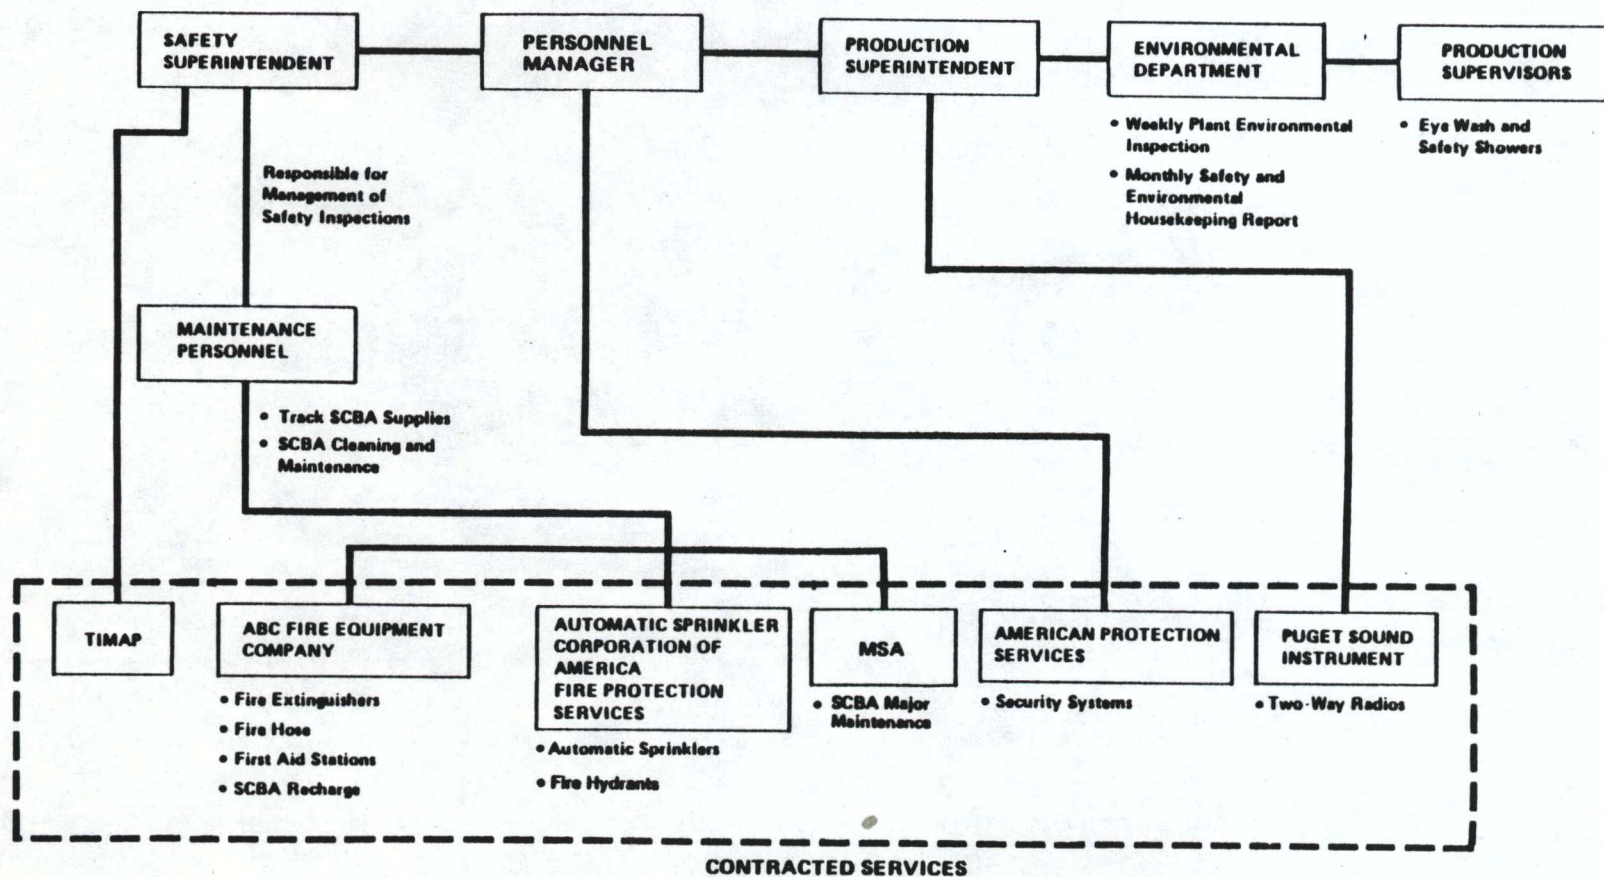 SAFETY
SUPERINTENDENT
PERSONNEL
MANAGER
PRODUCTION
SUPERINTENDENT
ENVIRONMENTAL
DEPARTMENT
PRODUCTION
SUPERVISORS
• Weekly Plant Environmental
Inspection
• Monthly Safety and
Environmental
Housekeeping Report
• Eye Wash and
Safety Showers
Responsible for
Management of
Safety Inspections
MAINTENANCE
PERSONNEL
• Track SCBA Supplies
• SCBA Cleaning and
Maintenance
TIMAP
ABC FIRE EQUIPMENT
COMPANY
• Fire Extinguishers
• Fire Hose
• First Aid Stations
• SCBA Recharge
AUTOMATIC SPRINKLER
CORPORATION OF
AMERICA
FIRE PROTECTION
SERVICES
• Automatic Sprinklers
• Fire Hydrants
MSA
• SCBA Major
Maintenance
AMERICAN PROTECTION
SERVICES
• Security Systems
PUGET SOUND
INSTRUMENT
• Two-Way Radios
CONTRACTED SERVICES